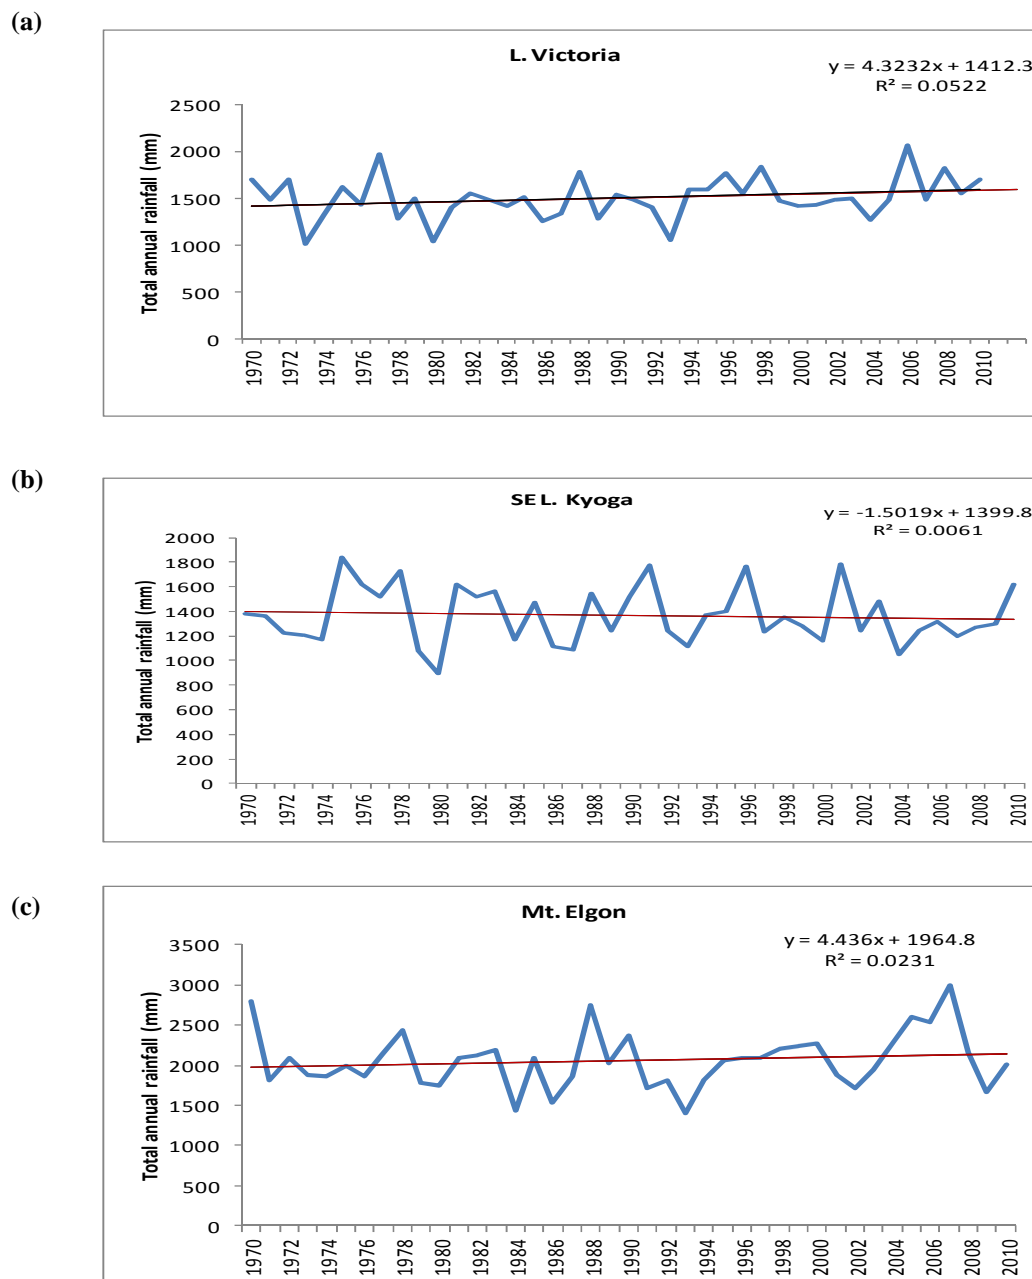 (a)
L. Victoria
y = 4.3232x + 1412.3
R² = 0.0522
Total annual rainfall (mm)
2500
2000
1500
1000
500
0
1970 1972 1974 1976 1978 1980 1982 1984 1986 1988 1990 1992 1994 1996 1998 2000 2002 2004 2006 2008 2010
(b)
SE L. Kyoga
y = -1.5019x + 1399.8
R² = 0.0061
Total annual rainfall (mm)
2000
1800
1600
1400
1200
1000
800
600
400
200
0
1970 1972 1974 1976 1978 1980 1982 1984 1986 1988 1990 1992 1994 1996 1998 2000 2002 2004 2006 2008 2010
(c)
Mt. Elgon
y = 4.436x + 1964.8
R² = 0.0231
Total annual rainfall (mm)
3500
3000
2500
2000
1500
1000
500
0
1970 1972 1974 1976 1978 1980 1982 1984 1986 1988 1990 1992 1994 1996 1998 2000 2002 2004 2006 2008 2010